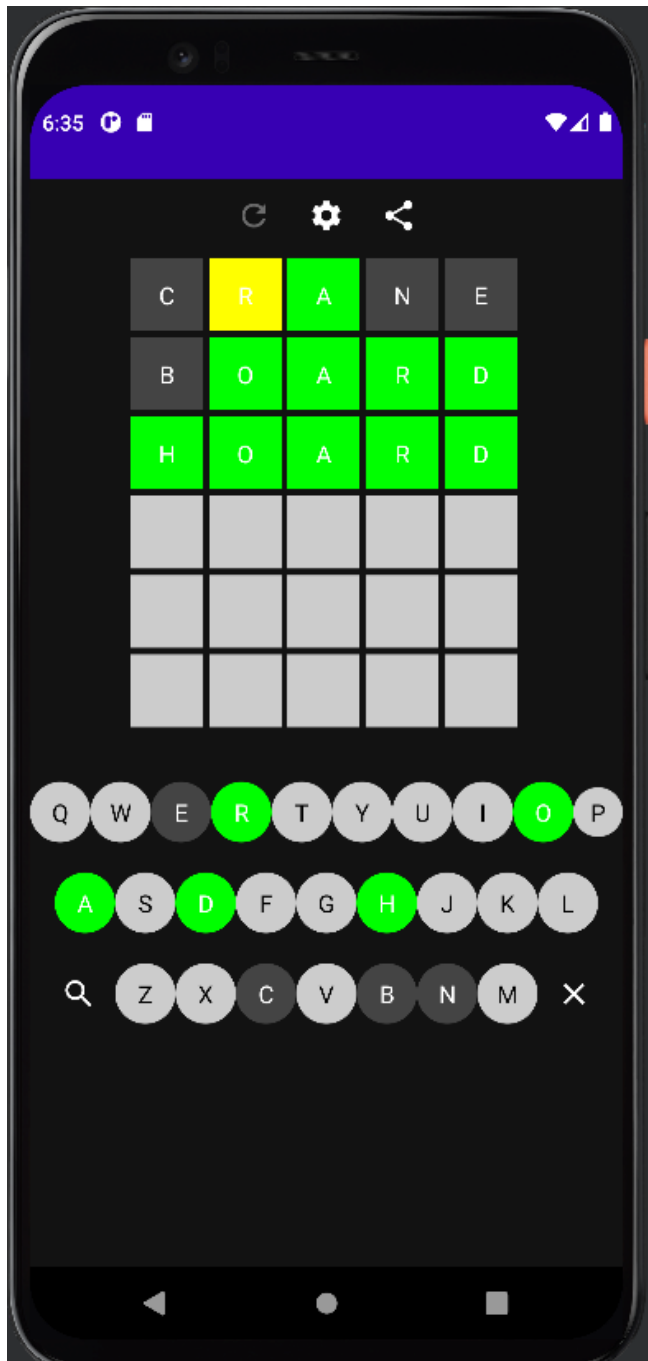 6:35
C R A N E
B O A R D
H O A R D
Q W E R T Y U I O P
A S D F G H J K L
Z X C V B N M